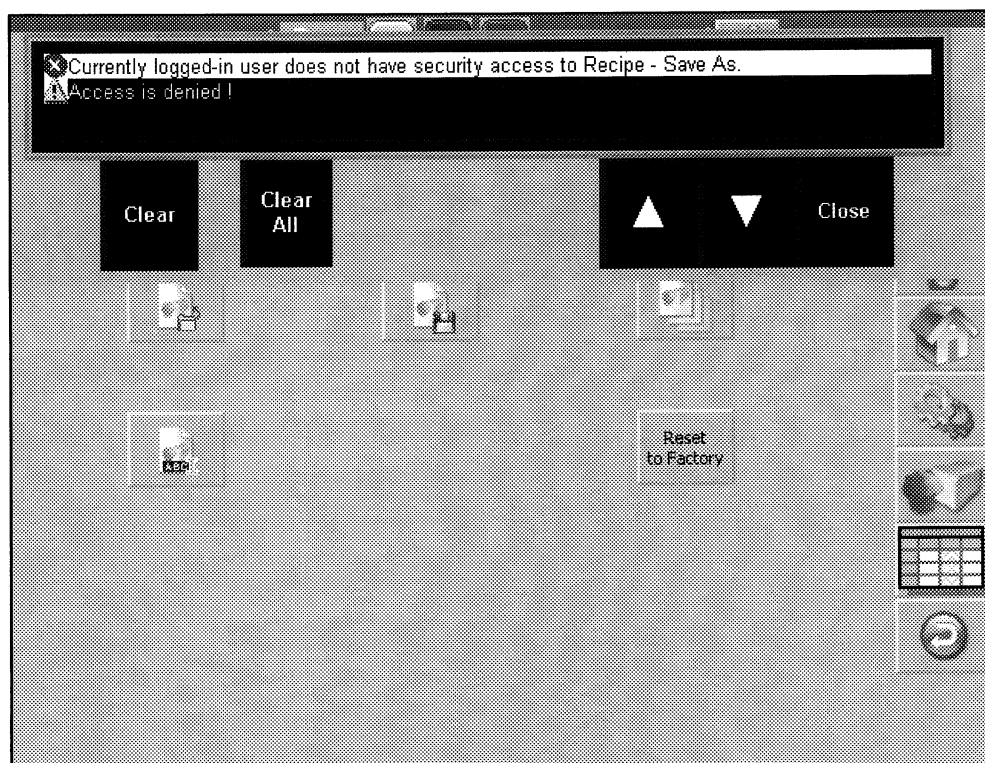 Currently logged-in user does not have security access to Recipe - Save As.
Access is denied !
Clear
Clear
All
Close
ABC
Reset
to Factory